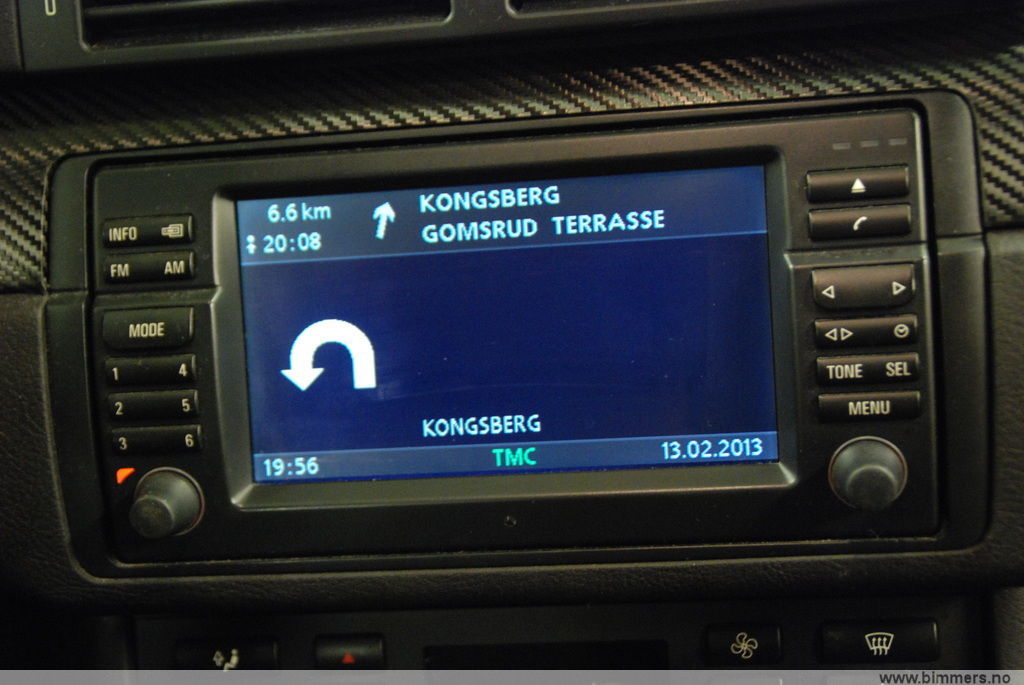 6.6 km
KONGSBERG
20:08
GOMSRUD TERRASSE
KONGSBERG
19:56
TMC
13.02.2013
INFO
FM AM
MODE
1 4
2 5
3 6
TONE SEL
MENU
www.bimmers.no